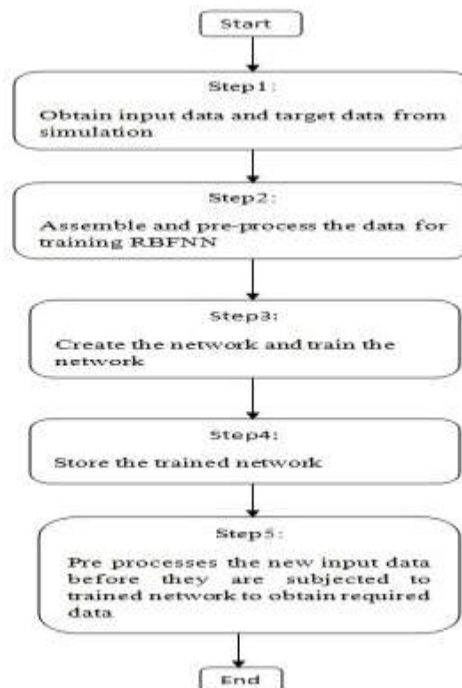 Start
Step1:
Obtain input data and target data from
simulation
Step2:
Assemble and pre-process the data for
training RBFNN
Step3:
Create the network and train the
network
Step4:
Store the trained network
Step5:
Pre processes the new input data
before they are subjected to
trained network to obtain required
data
End